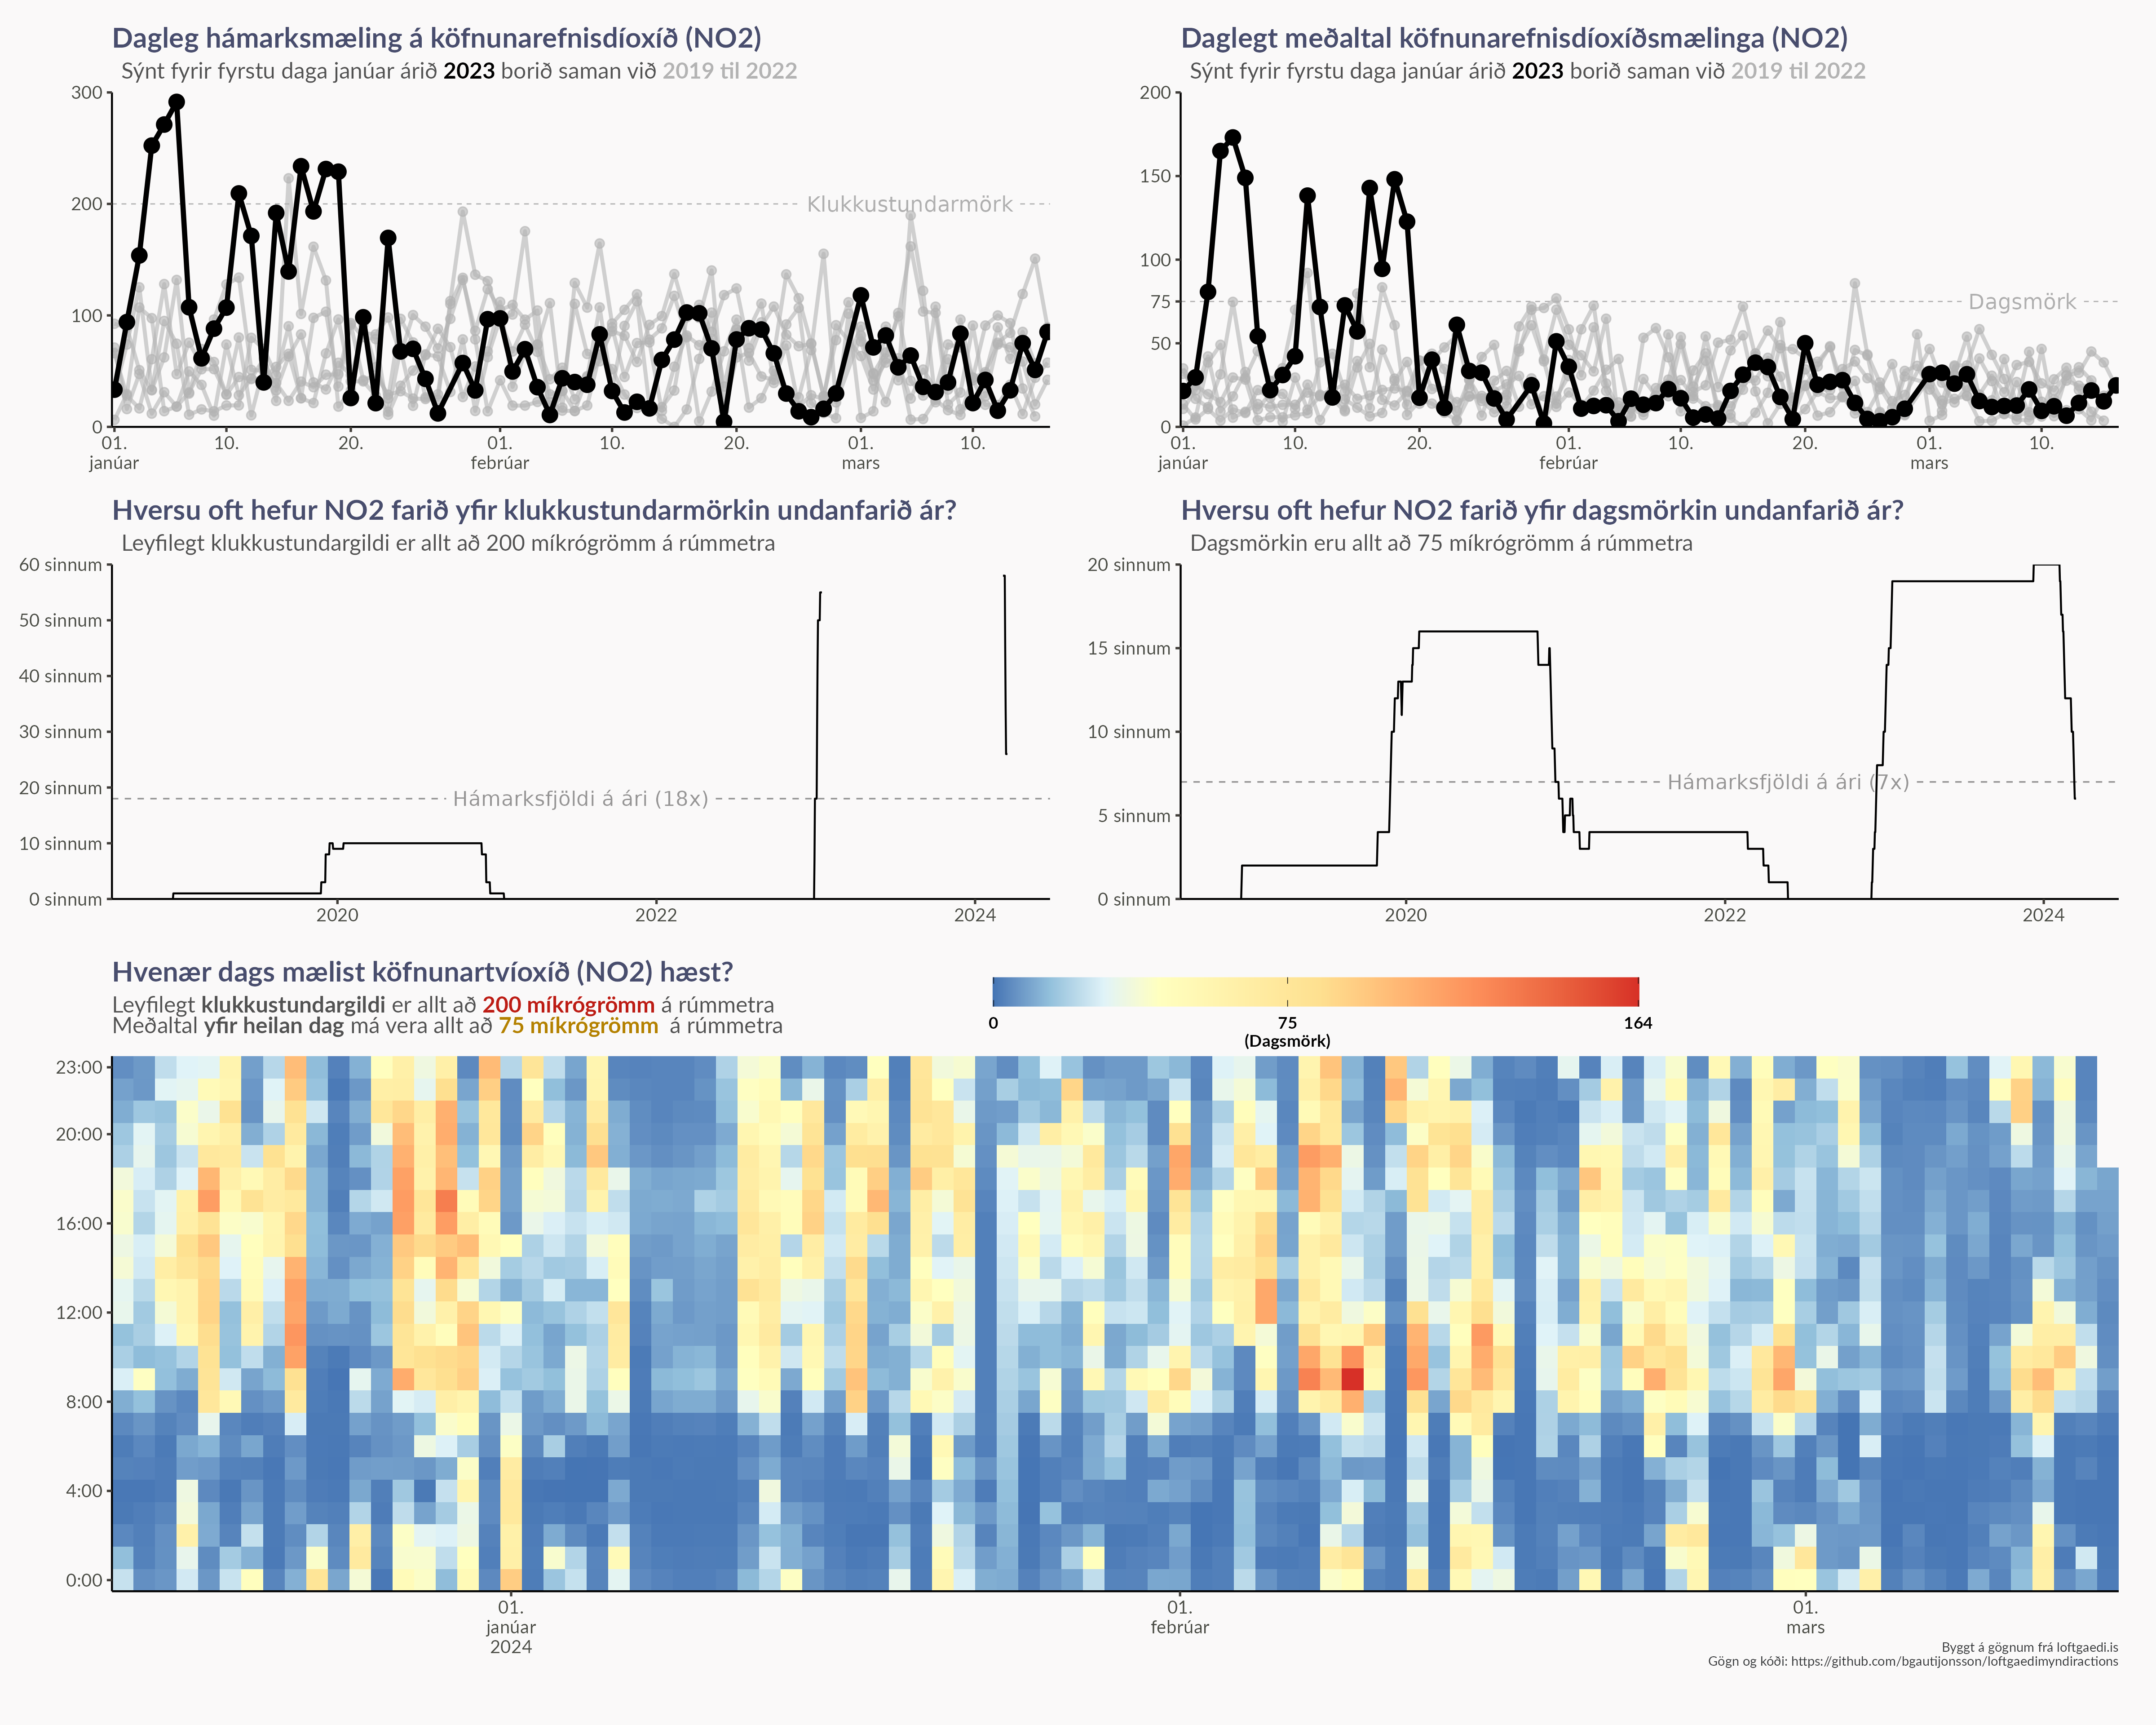 Dagleg hámarksmæling á köfnunarefnisdíoxíð (NO2)
Sýnt fyrir fyrstu daga janúar árið 2023 borið saman við 2019 til 2022
300
200
100
0
Klukkustundarmörk
01. 10. 20. 01. 10. 20. 01. 10.
janúar febrúar mars
Daglegt meðaltal köfnunarefnisdíoxíðsmælinga (NO2)
Sýnt fyrir fyrstu daga janúar árið 2023 borið saman við 2019 til 2022
200
150
100
75
50
0
Dagsmörk
01. 10. 20. 01. 10. 20. 01. 10.
janúar febrúar mars
Hversu oft hefur NO2 farið yfir klukkustundarmörkin undanfarið ár?
Leyfilegt klukkustundargildi er allt að 200 míkrógrömm á rúmmetra
60 sinnum
50 sinnum
40 sinnum
30 sinnum
20 sinnum
10 sinnum
0 sinnum
Hámarksfjöldi á ári (18x)
2020 2022 2024
Hversu oft hefur NO2 farið yfir dagsmörkin undanfarið ár?
Dagsmörkin eru allt að 75 míkrógrömm á rúmmetra
20 sinnum
15 sinnum
10 sinnum
5 sinnum
0 sinnum
Hámarksfjöldi á ári (7x)
2020 2022 2024
Hvenær dags mælist köfnunartvíoxíð (NO2) hæst?
Leyfilegt klukkustundargildi er allt að 200 míkrógrömm á rúmmetra
Meðaltal yfir heilan dag má vera allt að 75 míkrógrömm á rúmmetra
0 75 164
(Dagsmörk)
23:00
20:00
16:00
12:00
8:00
4:00
0:00
01. 01. 01.
janúar febrúar mars
2024
Byggt á gögnum frá loftgaedi.is
Gögn og kóði: https://github.com/bgautijonsson/loftgaedimyndiractions